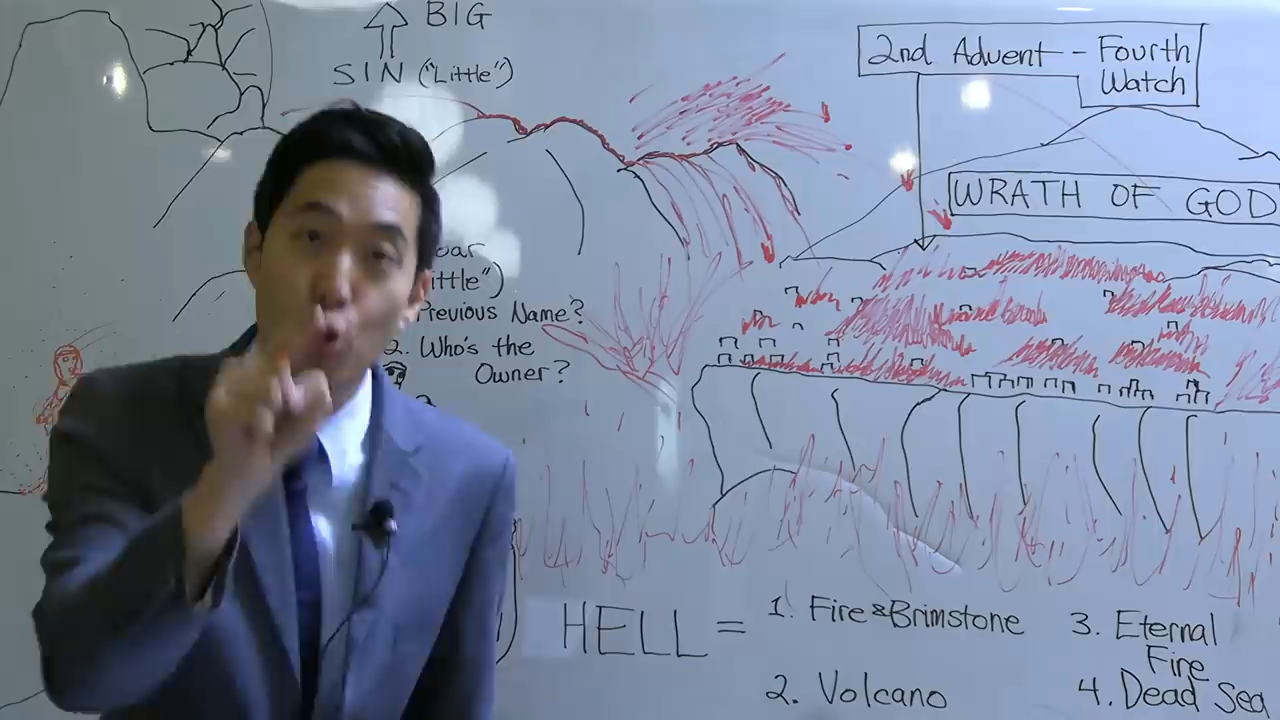 BIG
SIN ("Little")
2nd Advent - Fourth
Watch
WRATH OF GOD
ittle")
Previous Name?
2. Who's the
Owner?
HELL =
1. Fire & Brimstone
2. Volcano
3. Eternal
Fire
4. Dead Sea